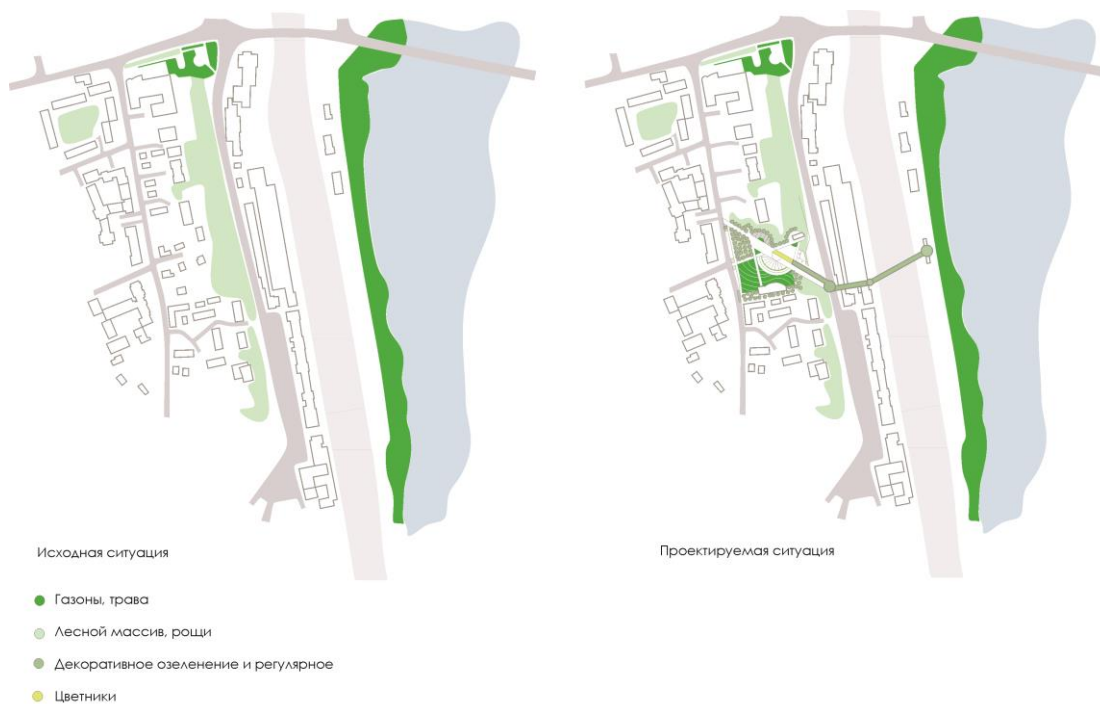 Исходная ситуация
Проектируемая ситуация
Газоны, трава
Лесной массив, рощи
Декоративное озеленение и регулярное
Цветники